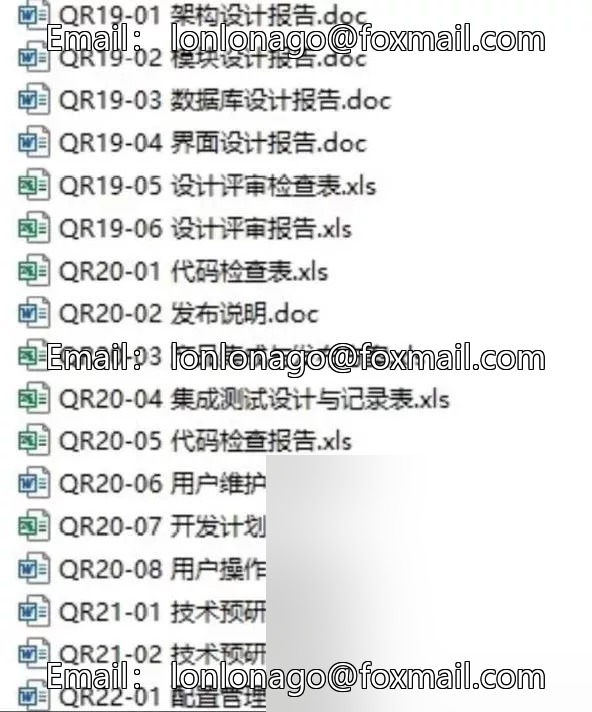 QR19-01 架构设计报告.doc
Email: lonlonago@foxmail.com
QR19-02 模块设计报告.doc
QR19-03 数据库设计报告.doc
QR19-04 界面设计报告.doc
QR19-05 设计评审检查表.xls
QR19-06 设计评审报告.xls
QR20-01 代码检查表.xls
QR20-02 发布说明.doc
Email: lonlonago@foxmail.com
QR20-04 集成测试设计与记录表.xls
QR20-05 代码检查报告.xls
QR20-06 用户维护
QR20-07 开发计划
QR20-08 用户操作
QR21-01 技术预研
QR21-02 技术预研
Email: lonlonago@foxmail.com
QR22-01 配置管理